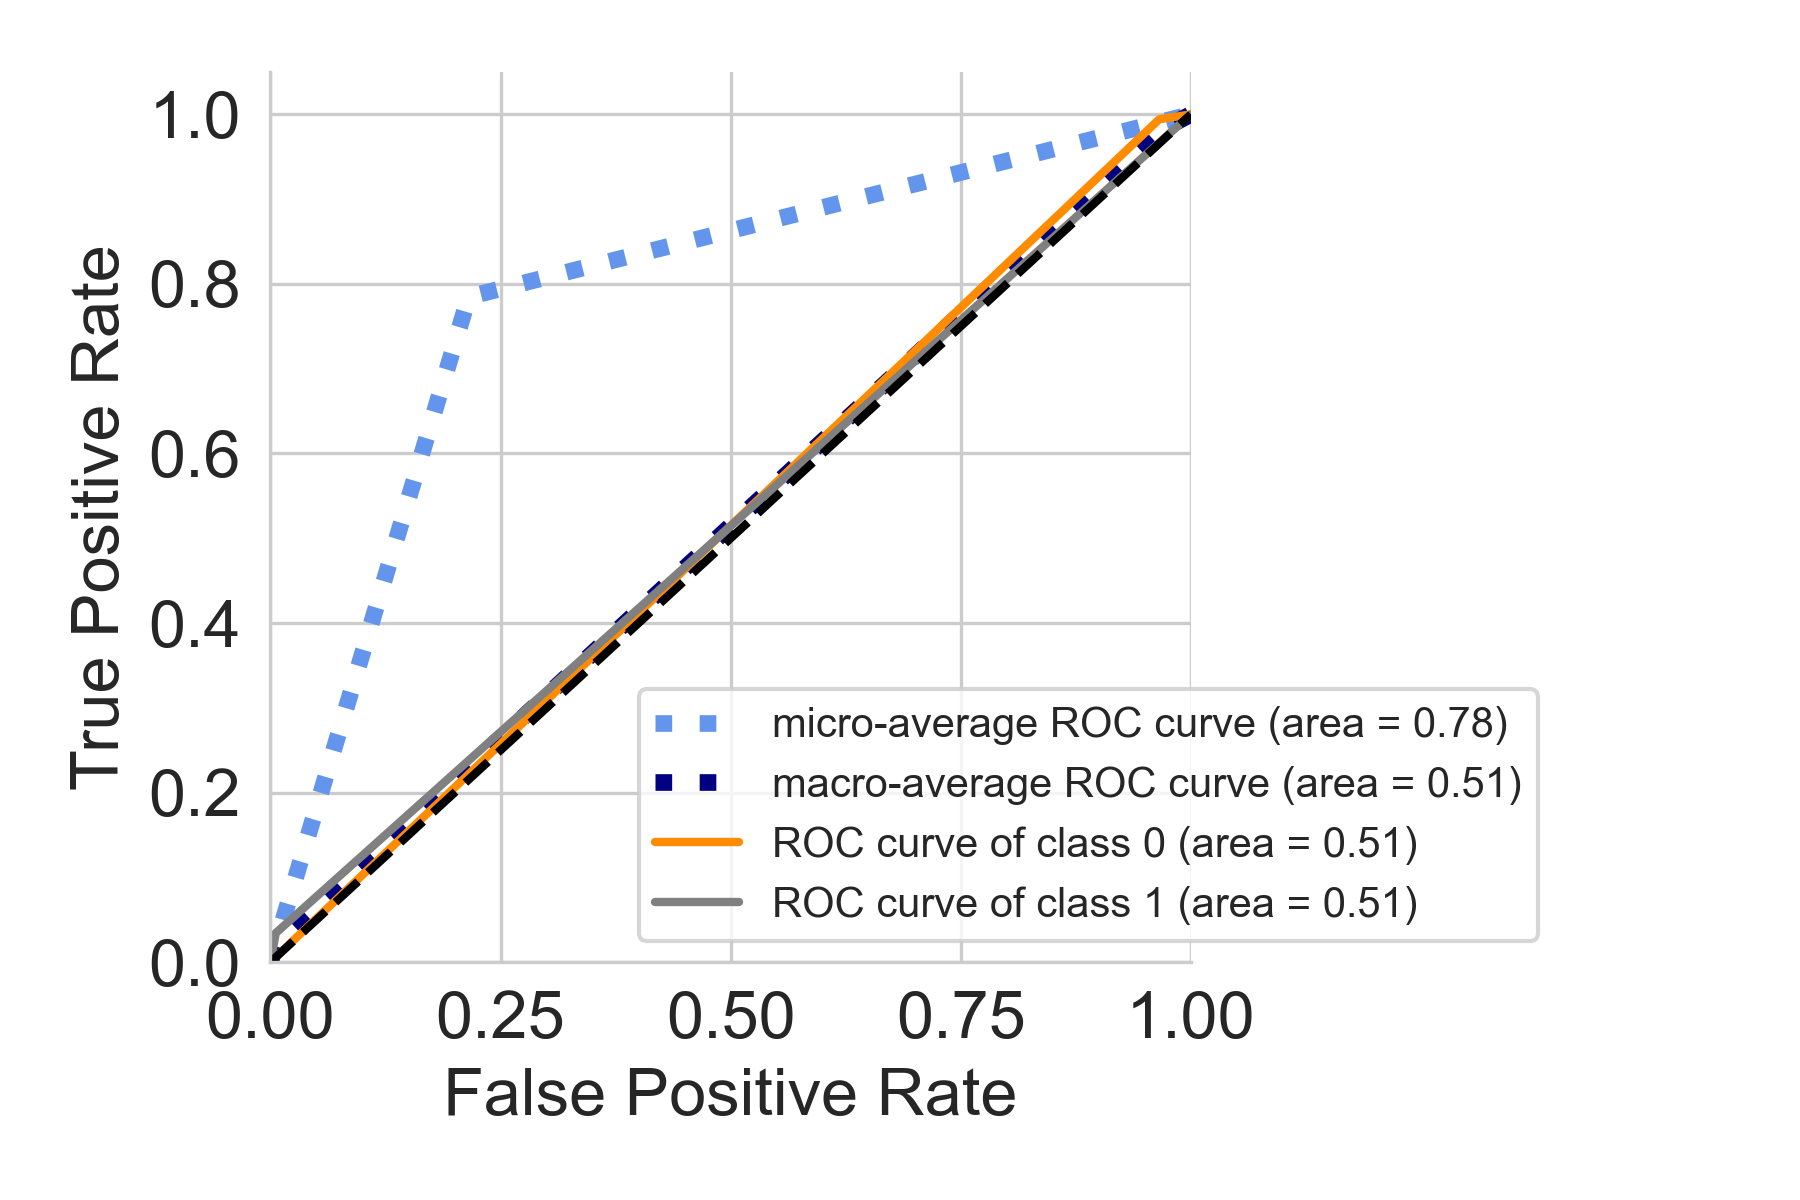 1.0
0.8
0.6
0.4
0.2
0.0
True Positive Rate
0.00 0.25 0.50 0.75 1.00
False Positive Rate
micro-average ROC curve (area = 0.78)
macro-average ROC curve (area = 0.51)
ROC curve of class 0 (area = 0.51)
ROC curve of class 1 (area = 0.51)